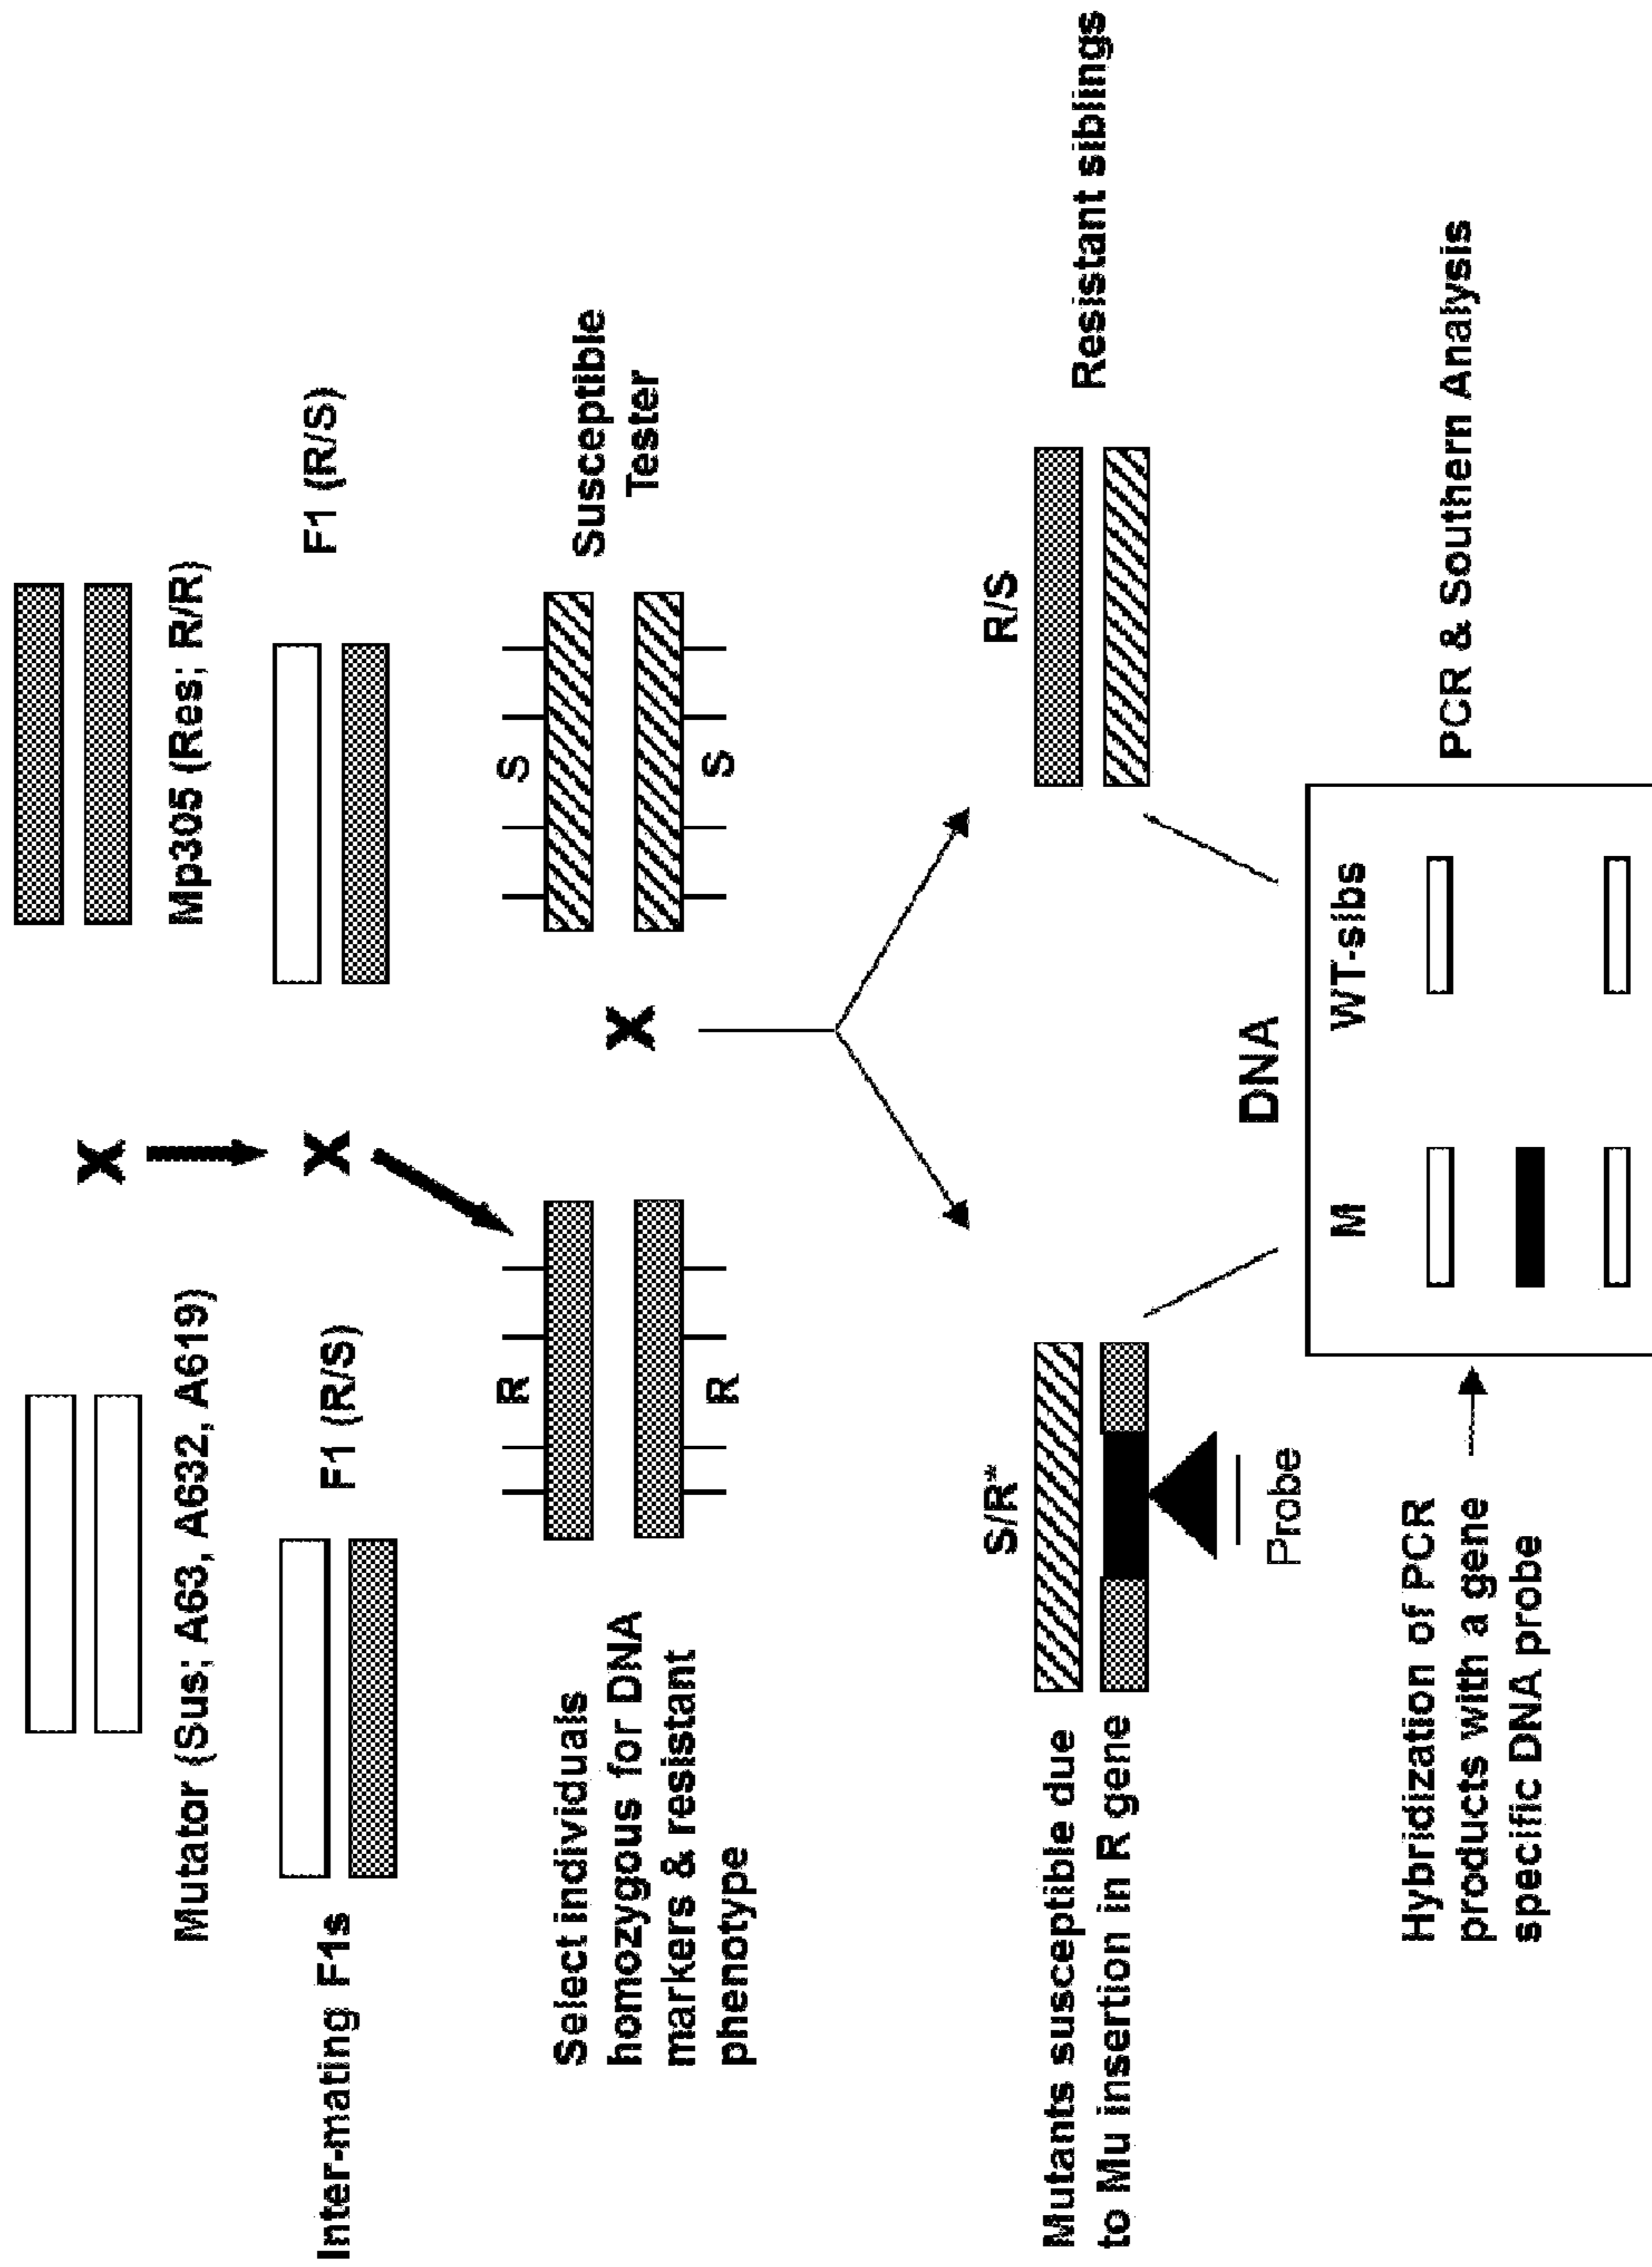 X
Mutator (Sus; A63, A632, A619)
Mp305 (Res; R/R)
Inter-mating F1s
F1 (R/S)
X
F1 (R/S)
Select individuals
homozygous for DNA
markers & resistant
phenotype
R
R
X
S
S
Susceptible
Tester
Mutants susceptible due
to Mu insertion in R gene
S/R*
Probe
R/S
Resistant siblings
DNA
M
WT-sibs
Hybridization of PCR
products with a gene
specific DNA probe
PCR & Southern Analysis